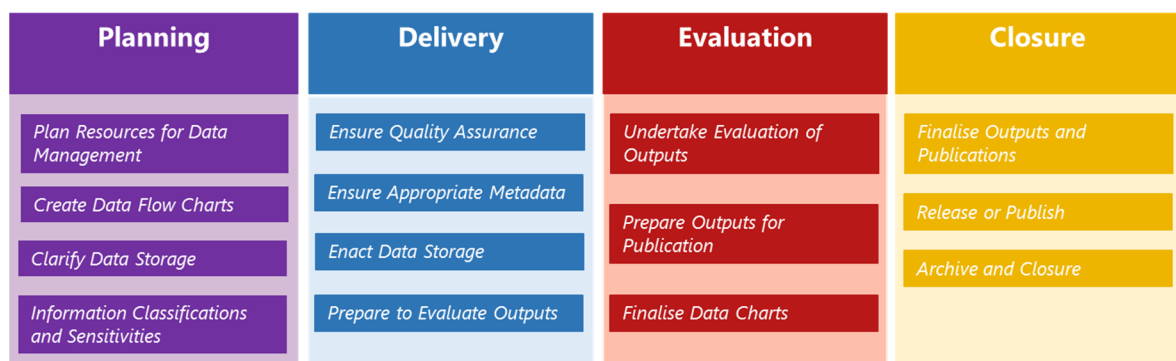 Planning
Plan Resources for Data
Management
Create Data Flow Charts
Clarify Data Storage
Information Classifications
and Sensitivities
Delivery
Ensure Quality Assurance
Ensure Appropriate Metadata
Enact Data Storage
Prepare to Evaluate Outputs
Evaluation
Undertake Evaluation of
Outputs
Prepare Outputs for
Publication
Finalise Data Charts
Closure
Finalise Outputs and
Publications
Release or Publish
Archive and Closure